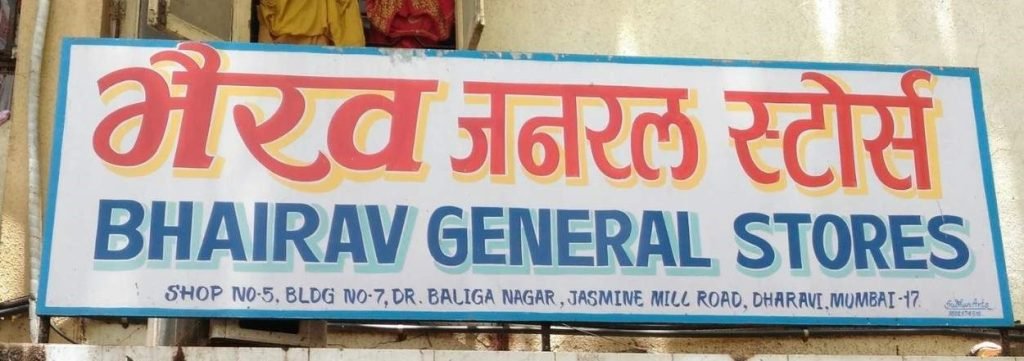 भैरव जनरल स्टोर्स
BHAIRAV GENERAL STORES
SHOP NO-5, BLDG NO-7, DR. BALIGA NAGAR, JASMINE MILL ROAD, DHARAVI, MUMBAI-17.